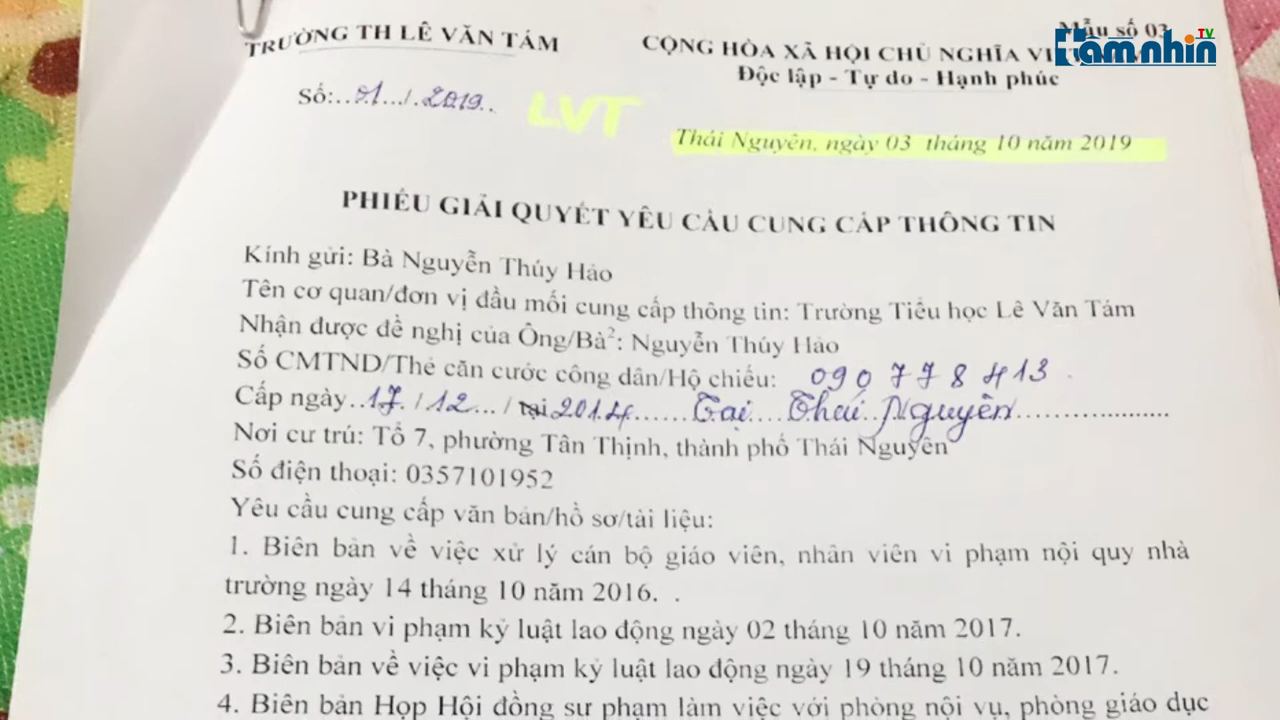 Mẫu số 03
Tầm nhìn TV
TRƯỜNG TH LÊ VĂN TÁM
CỘNG HÒA XÃ HỘI CHỦ NGHĨA VI
Độc lập - Tự do - Hạnh phúc
Số:..01.../.2019..
LVT
Thái Nguyên, ngày 03 tháng 10 năm 2019
PHIẾU GIẢI QUYẾT YÊU CẦU CUNG CẤP THÔNG TIN
Kính gửi: Bà Nguyễn Thúy Hảo
Tên cơ quan/đơn vị đầu mối cung cấp thông tin: Trường Tiểu học Lê Văn Tám
Nhận được đề nghị của Ông/Bà²: Nguyễn Thúy Hảo
Số CMTND/Thẻ căn cước công dân/Hộ chiếu: 090778413.
Cấp ngày..17./12.../tại 2014......Tại....Thái Nguyên......................
Nơi cư trú: Tổ 7, phường Tân Thịnh, thành phố Thái Nguyên
Số điện thoại: 0357101952
Yêu cầu cung cấp văn bản/hồ sơ/tài liệu:
1. Biên bản về việc xử lý cán bộ giáo viên, nhân viên vi phạm nội quy nhà
trường ngày 14 tháng 10 năm 2016. .
2. Biên bản vi phạm kỷ luật lao động ngày 02 tháng 10 năm 2017.
3. Biên bản về việc vi phạm kỷ luật lao động ngày 19 tháng 10 năm 2017.
4. Biên bản Họp Hội đồng sư phạm làm việc với phòng nội vụ, phòng giáo dục